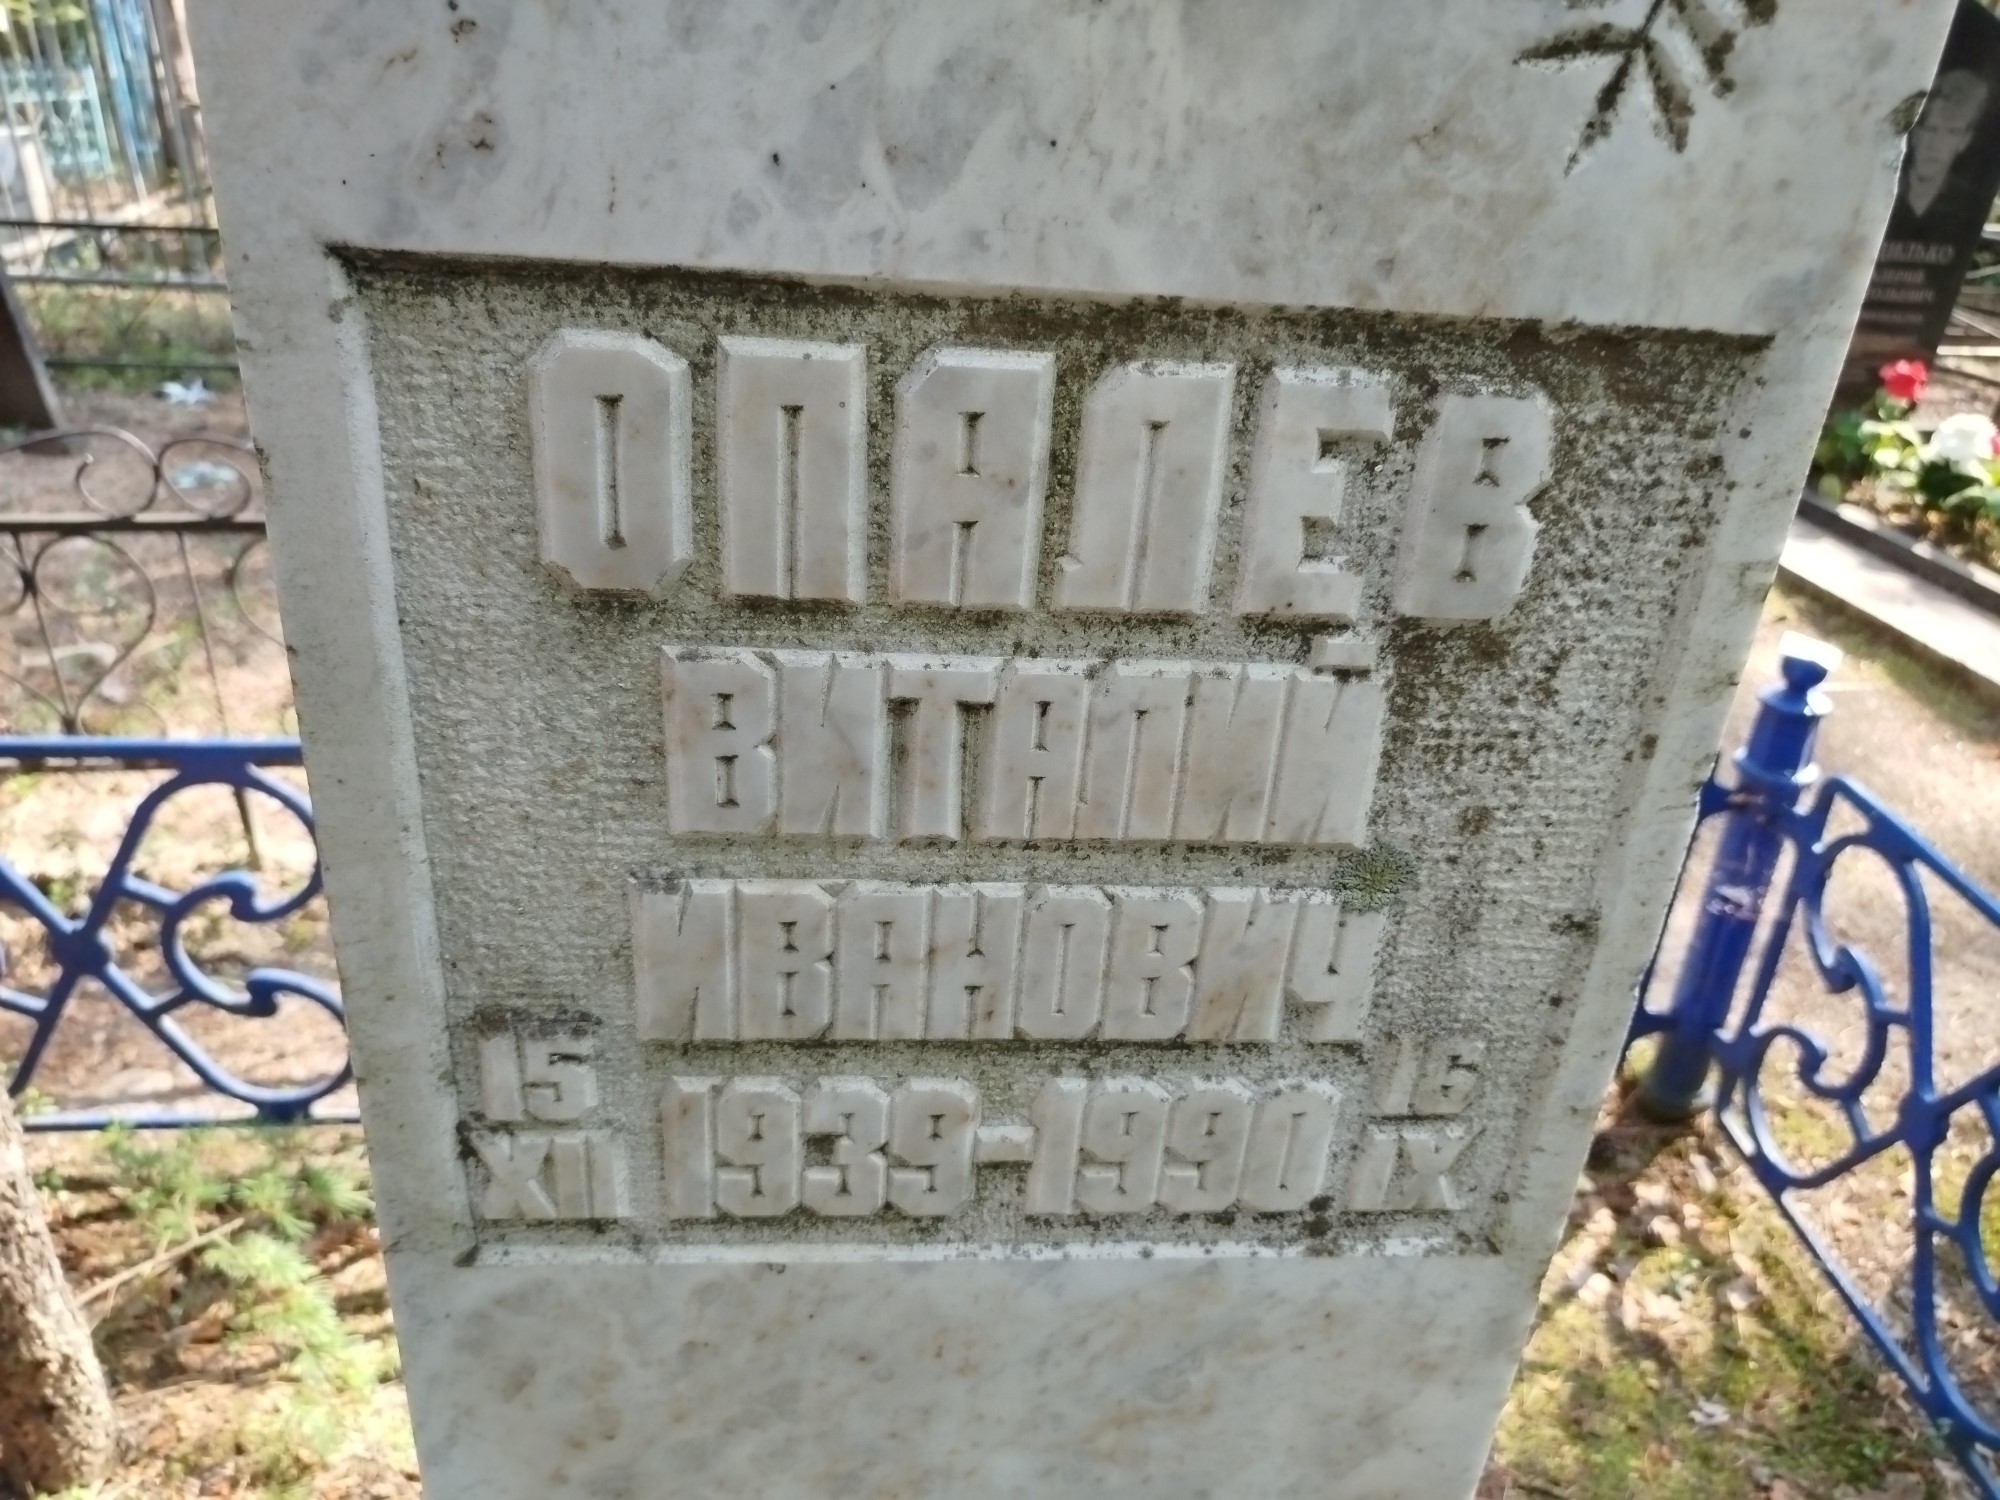 ОПАЛЕВ
ВИТАЛИЙ
ИВАНОВИЧ
15 XII 1939-1990 16 IX